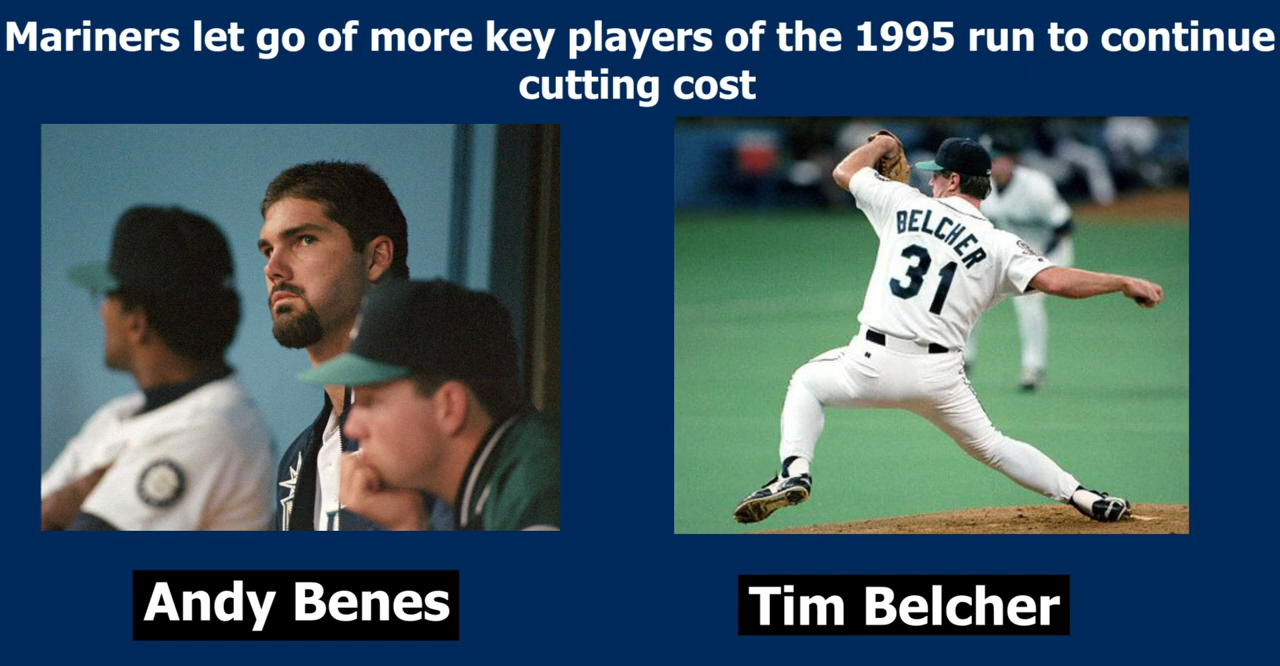 Mariners let go of more key players of the 1995 run to continue
cutting cost
BELCHER
31
Andy Benes
Tim Belcher